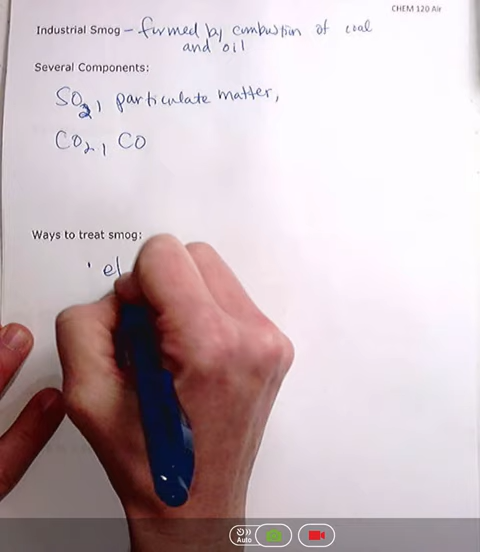 CHEM 120 Air
Industrial Smog - formed by combustion of coal
and oil
Several Components:
SO2, particulate matter,
CO2, CO
Ways to treat smog:
· el
Auto